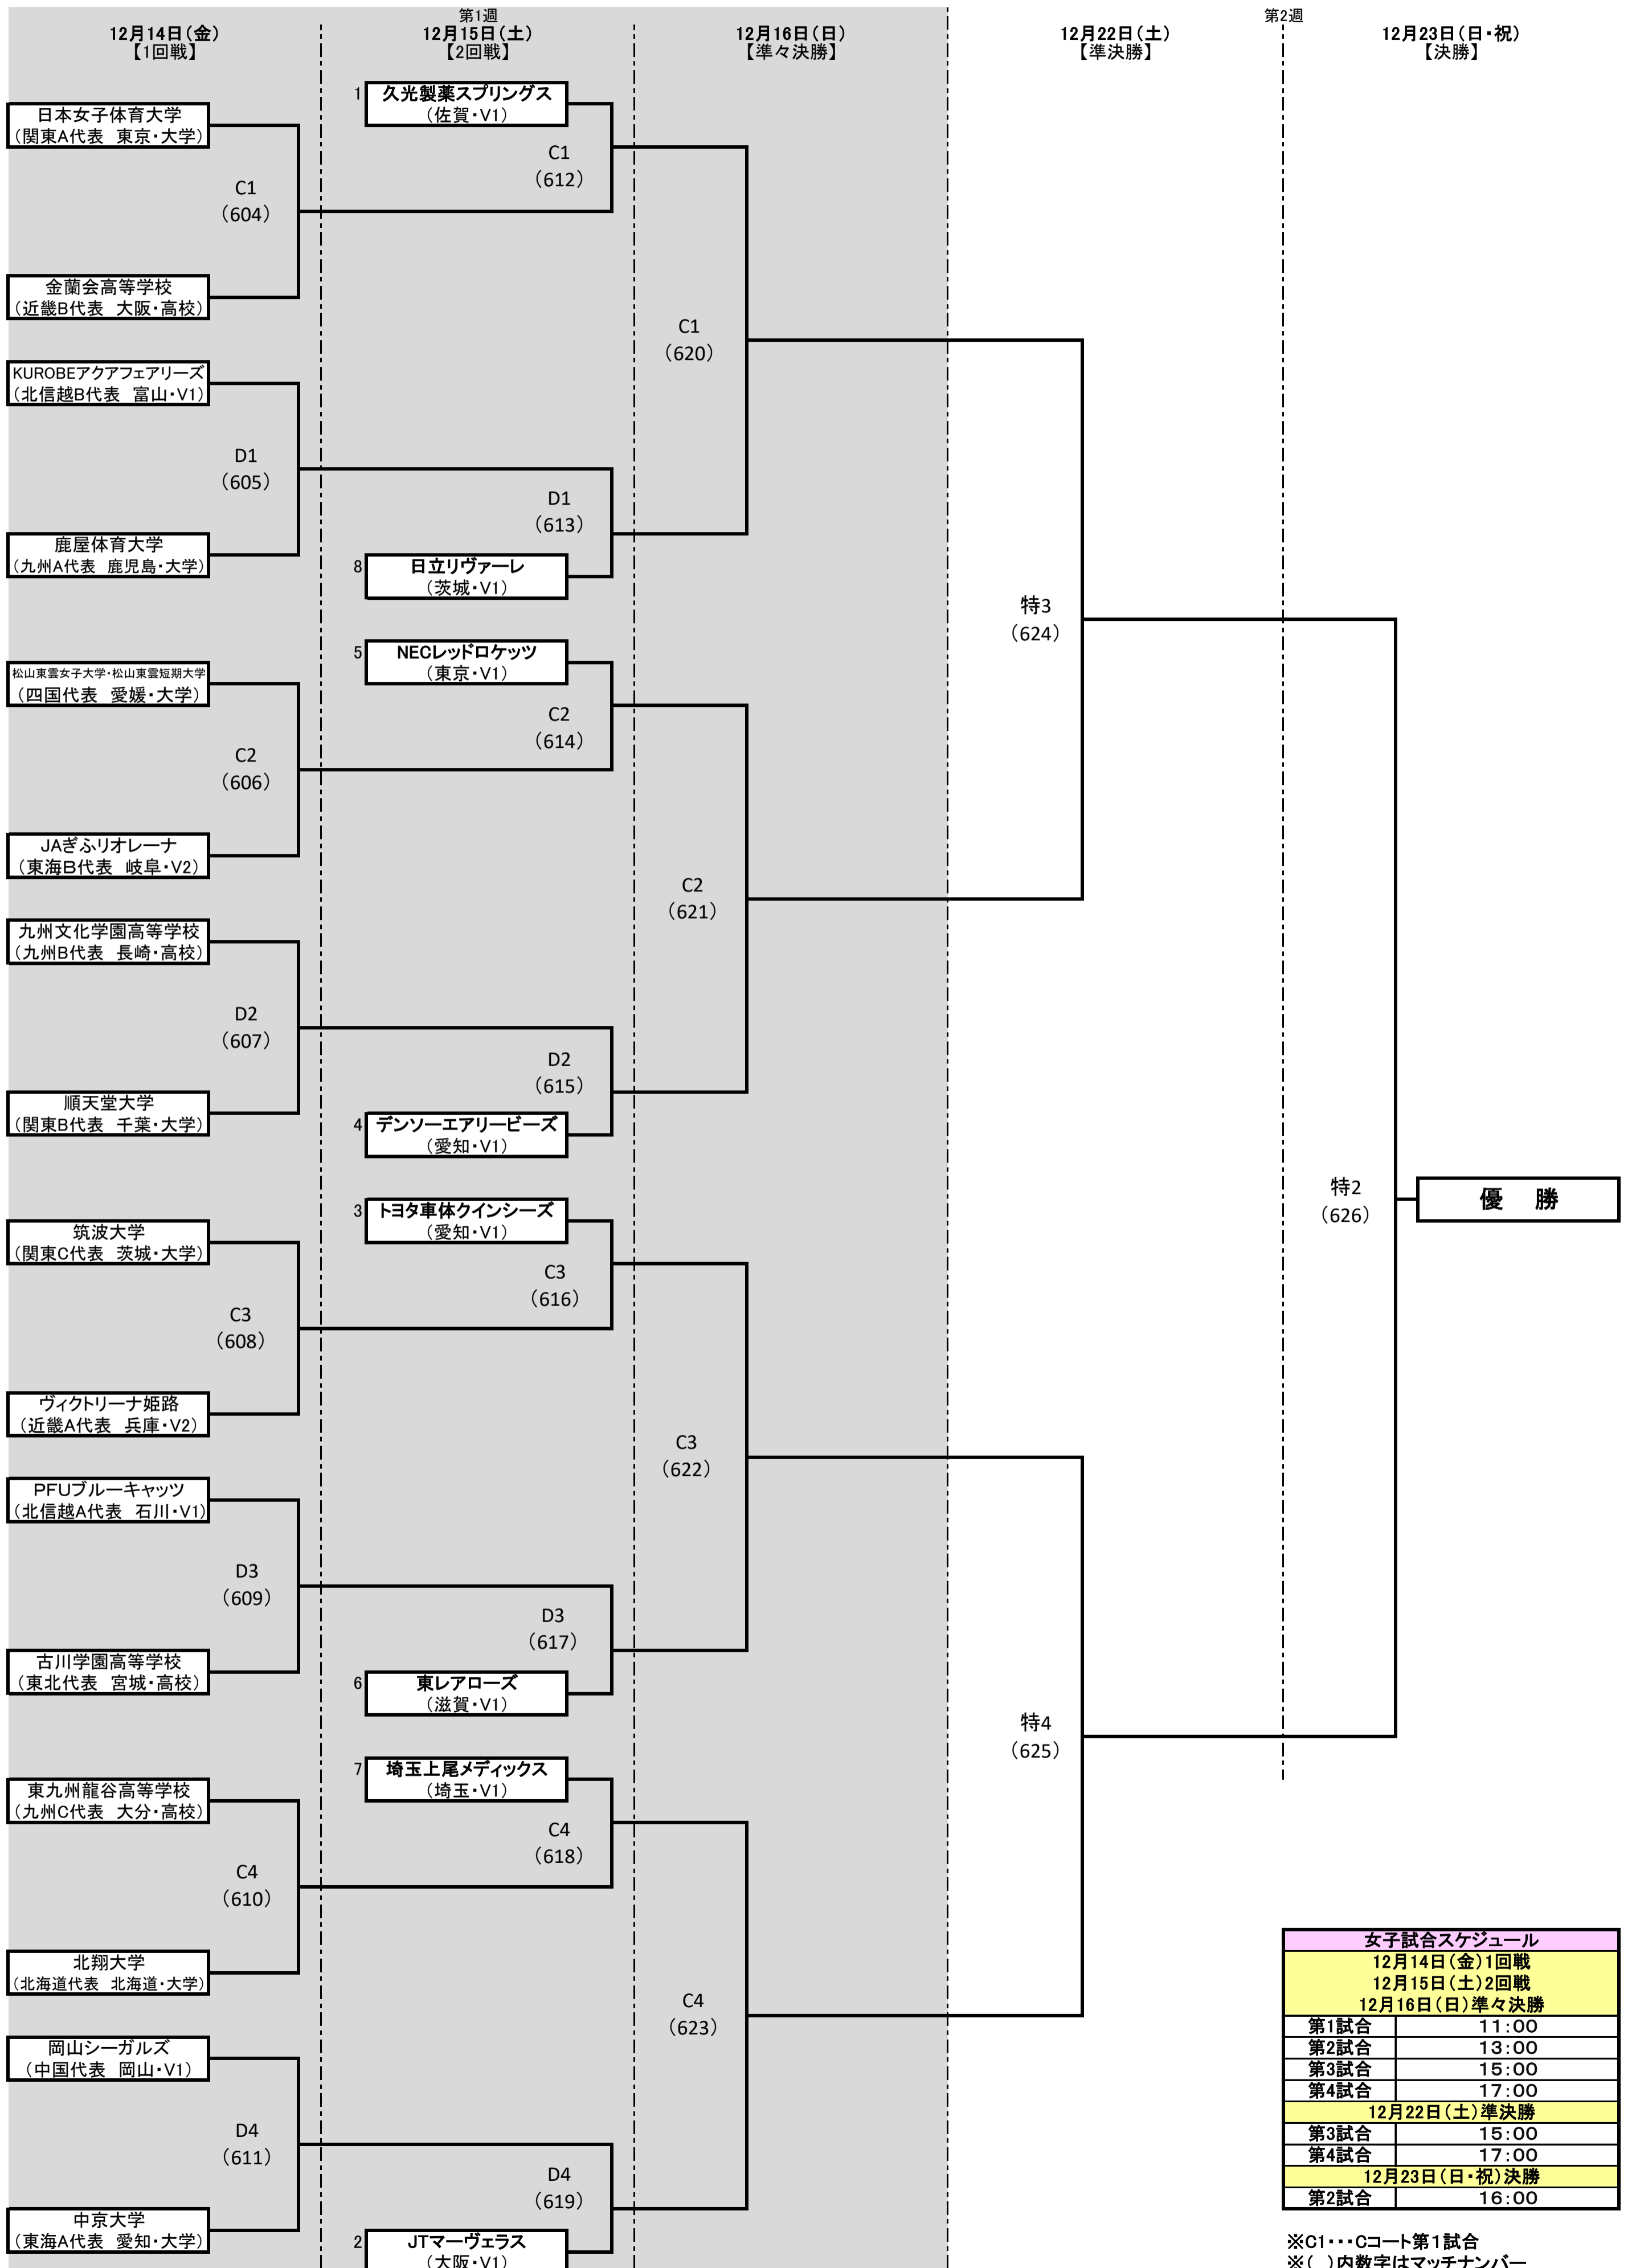 第1週
第2週
12月14日(金)
【1回戦】
12月15日(土)
【2回戦】
12月16日(日)
【準々決勝】
12月22日(土)
【準決勝】
12月23日(日・祝)
【決勝】
日本女子体育大学
(関東A代表　東京・大学)
C1
(604)
金蘭会高等学校
(近畿B代表　大阪・高校)
KUROBEアクアフェアリーズ
(北信越B代表　富山・V1)
D1
(605)
鹿屋体育大学
(九州A代表　鹿児島・大学)
松山東雲女子大学・松山東雲短期大学
(四国代表　愛媛・大学)
C2
(606)
JAぎふリオレーナ
(東海B代表　岐阜・V2)
九州文化学園高等学校
(九州B代表　長崎・高校)
D2
(607)
順天堂大学
(関東B代表　千葉・大学)
筑波大学
(関東C代表　茨城・大学)
C3
(608)
ヴィクトリーナ姫路
(近畿A代表　兵庫・V2)
PFUブルーキャッツ
(北信越A代表　石川・V1)
D3
(609)
古川学園高等学校
(東北代表　宮城・高校)
東九州龍谷高等学校
(九州C代表　大分・高校)
C4
(610)
北翔大学
(北海道代表　北海道・大学)
岡山シーガルズ
(中国代表　岡山・V1)
D4
(611)
中京大学
(東海A代表　愛知・大学)
1 久光製薬スプリングス
(佐賀・V1)
C1
(612)
D1
(613)
8 日立リヴァーレ
(茨城・V1)
5 NECレッドロケッツ
(東京・V1)
C2
(614)
D2
(615)
4 デンソーエアリービーズ
(愛知・V1)
3 トヨタ車体クインシーズ
(愛知・V1)
C3
(616)
D3
(617)
6 東レアローズ
(滋賀・V1)
7 埼玉上尾メディックス
(埼玉・V1)
C4
(618)
D4
(619)
2 JTマーヴェラス
(大阪・V1)
C1
(620)
C2
(621)
C3
(622)
C4
(623)
特3
(624)
特4
(625)
特2
(626)
優　勝
女子試合スケジュール
12月14日(金)1回戦
12月15日(土)2回戦
12月16日(日)準々決勝
第1試合 11:00
第2試合 13:00
第3試合 15:00
第4試合 17:00
12月22日(土)準決勝
第3試合 15:00
第4試合 17:00
12月23日(日・祝)決勝
第2試合 16:00
※C1・・・Cコート第1試合
※( )内数字はマッチナンバー